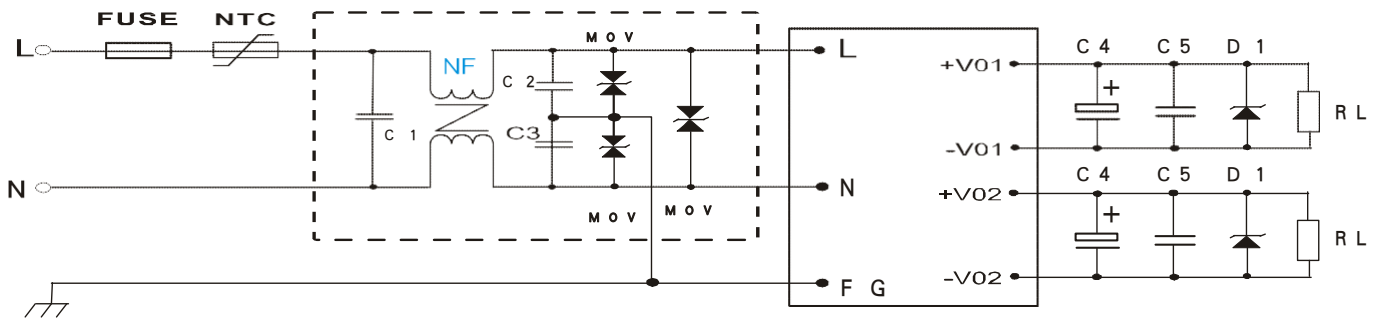 FUSE NTC
L
NF
C 1
C 2
C3
M O V
M O V
M O V
N
L
N
F G
+V01
-V01
+V02
-V02
C 4 C 5 D 1
R L
C 4 C 5 D 1
R L
+
+